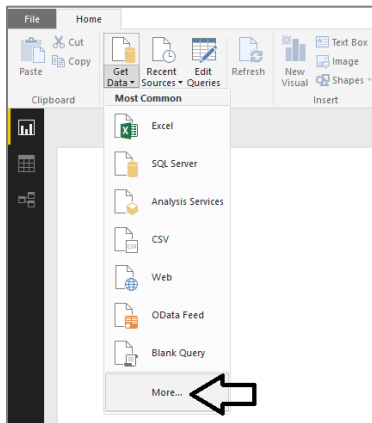 File Home
Cut
Copy
Paste
Get Data
Recent Sources
Edit Queries
Refresh
New Visual
Text Box
Image
Shapes
Clipboard
Insert
Most Common
Excel
SQL Server
Analysis Services
CSV
Web
OData Feed
Blank Query
More...